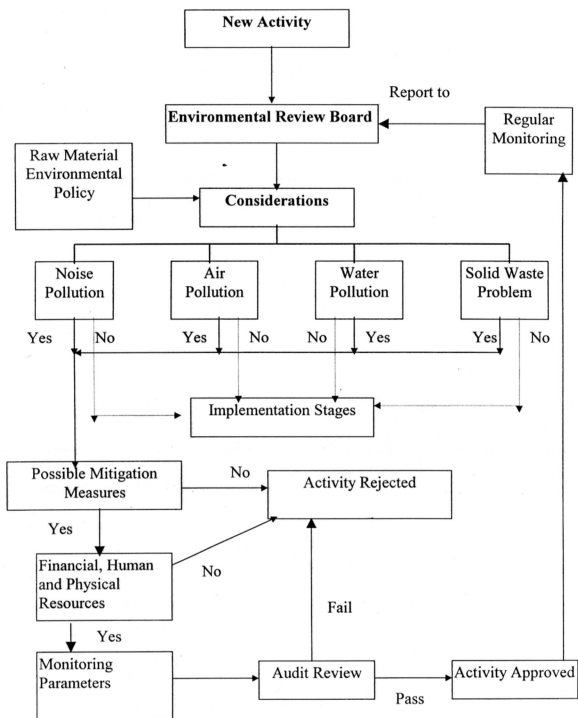 New Activity
Report to
Environmental Review Board
Regular
Monitoring
Raw Material
Environmental
Policy
Considerations
Noise
Pollution
Air
Pollution
Water
Pollution
Solid Waste
Problem
Yes No Yes No No Yes Yes No
Implementation Stages
Possible Mitigation
Measures
No
Activity Rejected
Yes
Financial, Human
and Physical
Resources
No
Fail
Yes
Monitoring
Parameters
Audit Review
Pass
Activity Approved